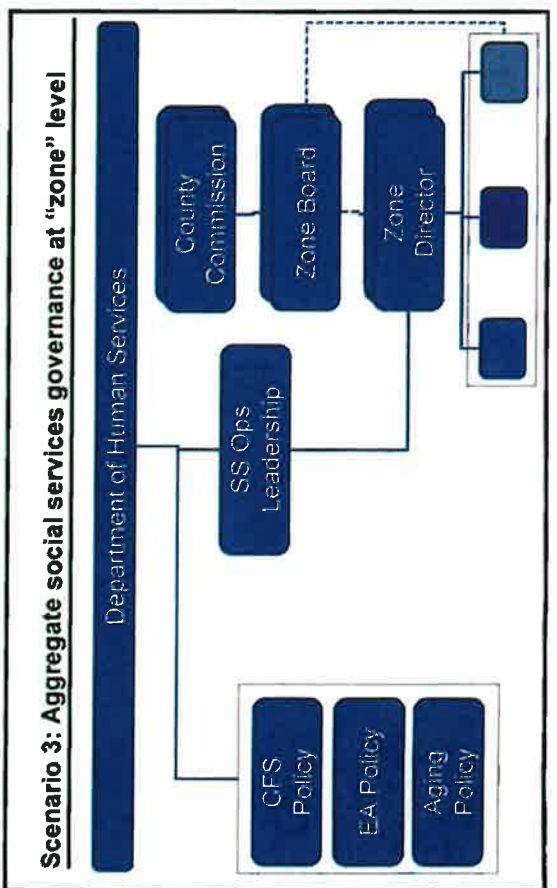 Scenario 3: Aggregate social services governance at "zone" level
Department of Human Services
CFS
Policy
EA Policy
Aging
Policy
SS Ops
Leadership
County
Commission
Zone Board
Zone
Director